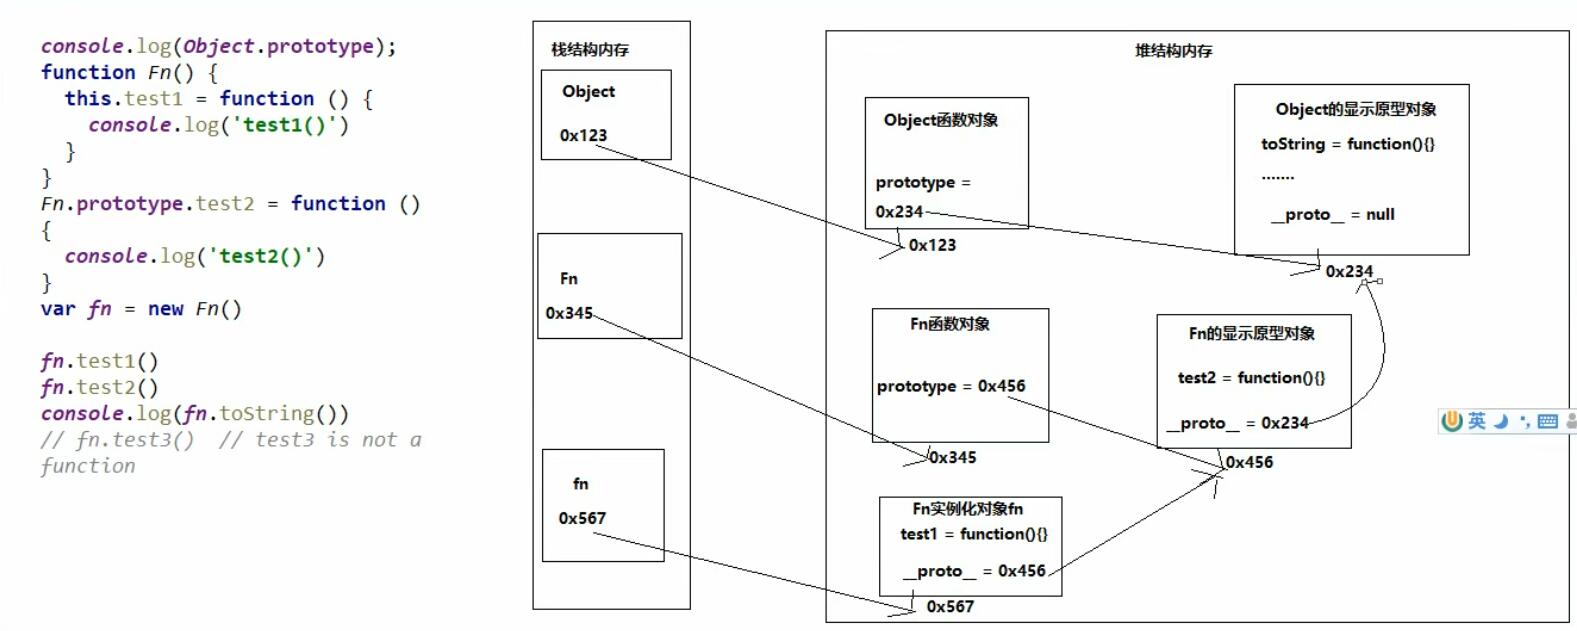 console.log(Object.prototype);
function Fn() {
this.test1 = function () {
console.log('test1()')
}
}
Fn.prototype.test2 = function ()
{
console.log('test2()')
}
var fn = new Fn()
fn.test1()
fn.test2()
console.log(fn.toString())
// fn.test3()  // test3 is not a
function
栈结构内存
Object
0x123
Fn
0x345
fn
0x567
堆结构内存
Object函数对象
prototype =
0x234
0x123
Object的显示原型对象
toString = function(){}
.......
__proto__ = null
0x234
Fn函数对象
prototype = 0x456
0x345
Fn的显示原型对象
test2 = function(){}
__proto__ = 0x234
0x456
Fn实例化对象fn
test1 = function(){}
__proto__ = 0x456
0x567
英